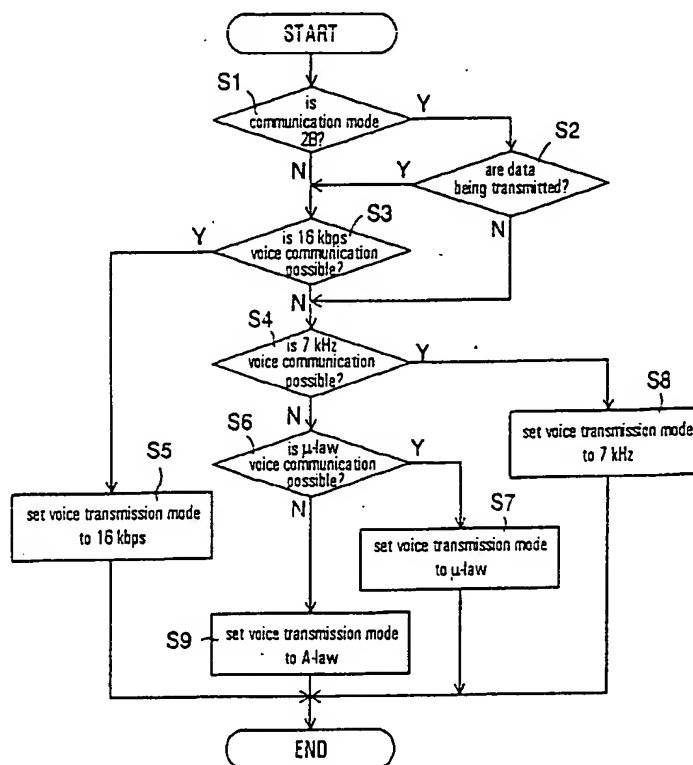 START
S1
is
communication mode
2B?
Y
N
S2
are data
being transmitted?
Y
N
S3
is 16 kbps
voice communication
possible?
Y
N
S4
is 7 kHz
voice communication
possible?
Y
N
S8
set voice transmission mode
to 7 kHz
S6
is μ-law
voice communication
possible?
Y
N
S5
set voice transmission mode
to 16 kbps
S7
set voice transmission mode
to μ-law
S9
set voice transmission mode
to A-law
END